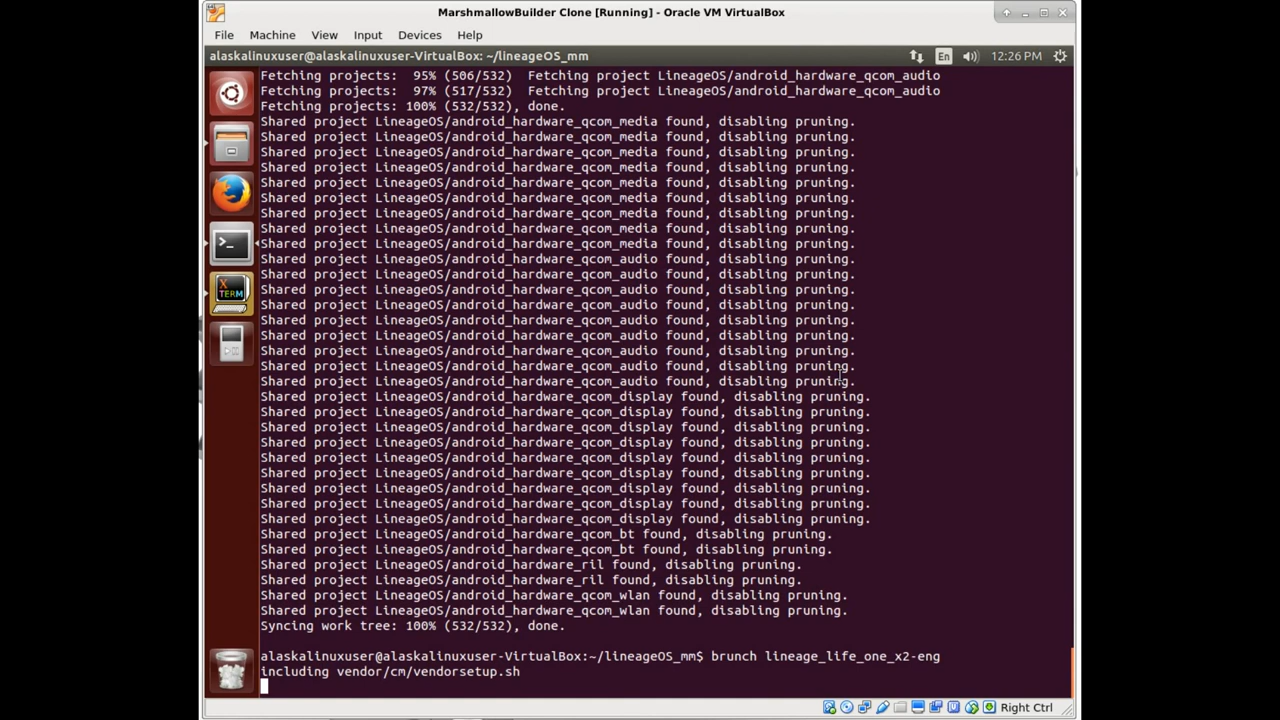 MarshmallowBuilder Clone [Running] - Oracle VM VirtualBox
File Machine View Input Devices Help
alaskalinuxuser@alaskalinuxuser-VirtualBox: ~/lineageOS_mm En 12:26 PM
Fetching projects:  95% (506/532)  Fetching project LineageOS/android_hardware_qcom_audio
Fetching projects:  97% (517/532)  Fetching project LineageOS/android_hardware_qcom_audio
Fetching projects: 100% (532/532), done.
Shared project LineageOS/android_hardware_qcom_media found, disabling pruning.
Shared project LineageOS/android_hardware_qcom_media found, disabling pruning.
Shared project LineageOS/android_hardware_qcom_media found, disabling pruning.
Shared project LineageOS/android_hardware_qcom_media found, disabling pruning.
Shared project LineageOS/android_hardware_qcom_media found, disabling pruning.
Shared project LineageOS/android_hardware_qcom_media found, disabling pruning.
Shared project LineageOS/android_hardware_qcom_media found, disabling pruning.
Shared project LineageOS/android_hardware_qcom_media found, disabling pruning.
Shared project LineageOS/android_hardware_qcom_media found, disabling pruning.
Shared project LineageOS/android_hardware_qcom_audio found, disabling pruning.
Shared project LineageOS/android_hardware_qcom_audio found, disabling pruning.
Shared project LineageOS/android_hardware_qcom_audio found, disabling pruning.
Shared project LineageOS/android_hardware_qcom_audio found, disabling pruning.
Shared project LineageOS/android_hardware_qcom_audio found, disabling pruning.
Shared project LineageOS/android_hardware_qcom_audio found, disabling pruning.
Shared project LineageOS/android_hardware_qcom_audio found, disabling pruning.
Shared project LineageOS/android_hardware_qcom_audio found, disabling pruning.
Shared project LineageOS/android_hardware_qcom_audio found, disabling pruning.
Shared project LineageOS/android_hardware_qcom_display found, disabling pruning.
Shared project LineageOS/android_hardware_qcom_display found, disabling pruning.
Shared project LineageOS/android_hardware_qcom_display found, disabling pruning.
Shared project LineageOS/android_hardware_qcom_display found, disabling pruning.
Shared project LineageOS/android_hardware_qcom_display found, disabling pruning.
Shared project LineageOS/android_hardware_qcom_display found, disabling pruning.
Shared project LineageOS/android_hardware_qcom_display found, disabling pruning.
Shared project LineageOS/android_hardware_qcom_display found, disabling pruning.
Shared project LineageOS/android_hardware_qcom_display found, disabling pruning.
Shared project LineageOS/android_hardware_qcom_bt found, disabling pruning.
Shared project LineageOS/android_hardware_qcom_bt found, disabling pruning.
Shared project LineageOS/android_hardware_ril found, disabling pruning.
Shared project LineageOS/android_hardware_ril found, disabling pruning.
Shared project LineageOS/android_hardware_qcom_wlan found, disabling pruning.
Shared project LineageOS/android_hardware_qcom_wlan found, disabling pruning.
Syncing work tree: 100% (532/532), done.
alaskalinuxuser@alaskalinuxuser-VirtualBox:~/lineageOS_mm$ brunch lineage_life_one_x2-eng
including vendor/cm/vendorsetup.sh
X TERM
Right Ctrl